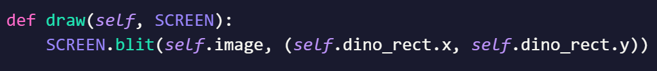 def draw(self, SCREEN):
    SCREEN.blit(self.image, (self.dino_rect.x, self.dino_rect.y))